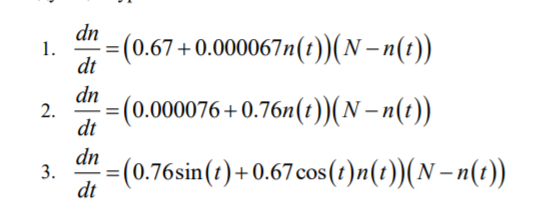 1. dn/dt = (0.67 + 0.000067n(t))(N − n(t))
2. dn/dt = (0.000076 + 0.76n(t))(N − n(t))
3. dn/dt = (0.76sin(t) + 0.67cos(t)n(t))(N − n(t))